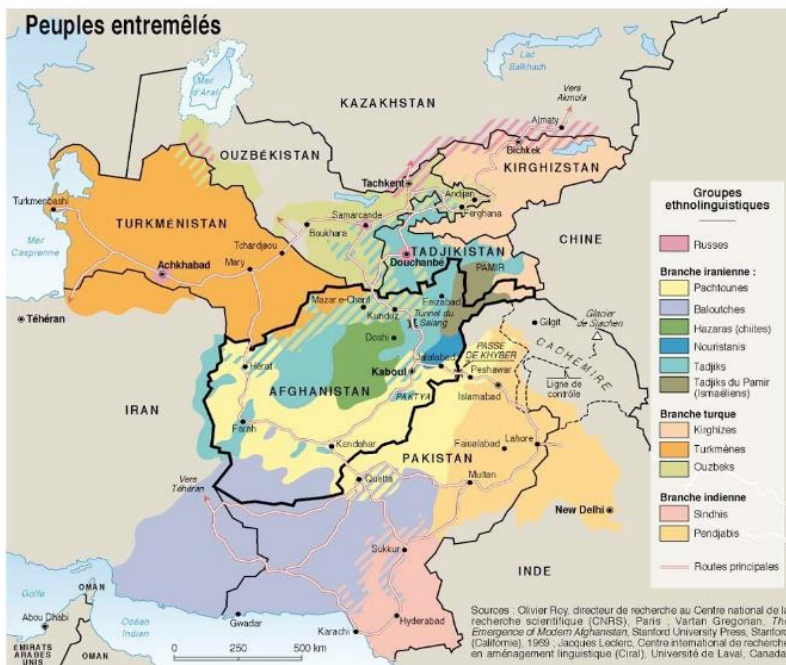 Peuples entremêlés
Mer
d'Aral
Lac
Balkhach
KAZAKHSTAN
Vers
Akmola
Almaty
OUZBÉKISTAN
Bichkek
KIRGHIZSTAN
Tachkent
Turkmenbashi
TURKMÉNISTAN
Samarcande
Andijan
Ferghana
Boukhara
Tchardjaou
TADJIKISTAN
CHINE
Mer
Caspienne
Achkhabad
Mary
Douchanbé
PAMIR
Téhéran
Mazar e-Charif
Kunduz
Faizabad
Tunnel du
Salang
Gilgit
Glacier
de Siachen
Doshi
CACHEMIRE
Jalalabad
PASSE
DE KHYBER
Hérat
Kaboul
Peshawar
Ligne de
contrôle
AFGHANISTAN
PAKTYA
Islamabad
IRAN
Farah
Kandahar
Faisalabad
Lahore
PAKISTAN
Vers
Téhéran
Quetta
Multan
New Delhi
Sukkur
INDE
Golfe
OMAN
Abou Dhabi
Océan
Indien
Gwadar
Karachi
Hyderabad
ÉMIRATS
ARABES
UNIS
OMAN
0 250 500 km
Groupes
ethnolinguistiques
Russes
Branche iranienne :
Pachtounes
Baloutches
Hazaras (chiites)
Nouristanis
Tadjiks
Tadjiks du Pamir
(Ismaéliens)
Branche turque
Kirghizes
Turkmènes
Ouzbeks
Branche indienne
Sindhis
Pendjabis
Routes principales
Sources : Olivier Roy, directeur de recherche au Centre national de la
recherche scientifique (CNRS), Paris ; Vartan Gregorian, The
Emergence of Modern Afghanistan, Stanford University Press, Stanford
(Californie), 1969 ; Jacques Leclerc, Centre international de recherche
en aménagement linguistique (Ciral), Université de Laval, Canada.